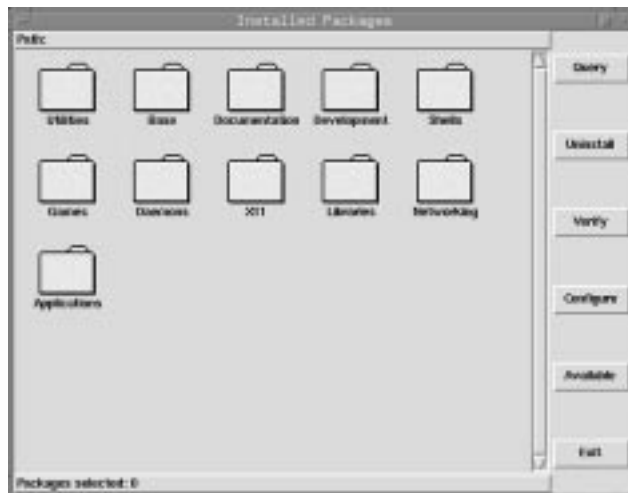 Installed Packages
Path:
Utilities Base Documentation Development Shells
Games Daemons X11 Libraries Networking
Applications
Query
Uninstall
Verify
Configure
Available
Exit
Packages selected: 0